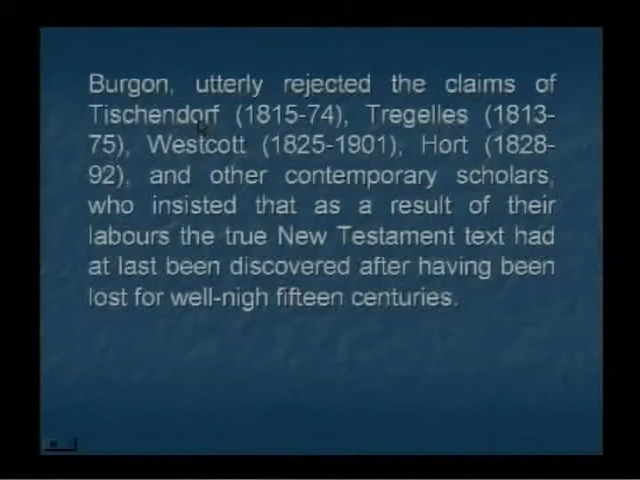 Burgon, utterly rejected the claims of
Tischendorf (1815-74), Tregelles (1813-
75), Westcott (1825-1901), Hort (1828-
92), and other contemporary scholars,
who insisted that as a result of their
labours the true New Testament text had
at last been discovered after having been
lost for well-nigh fifteen centuries.